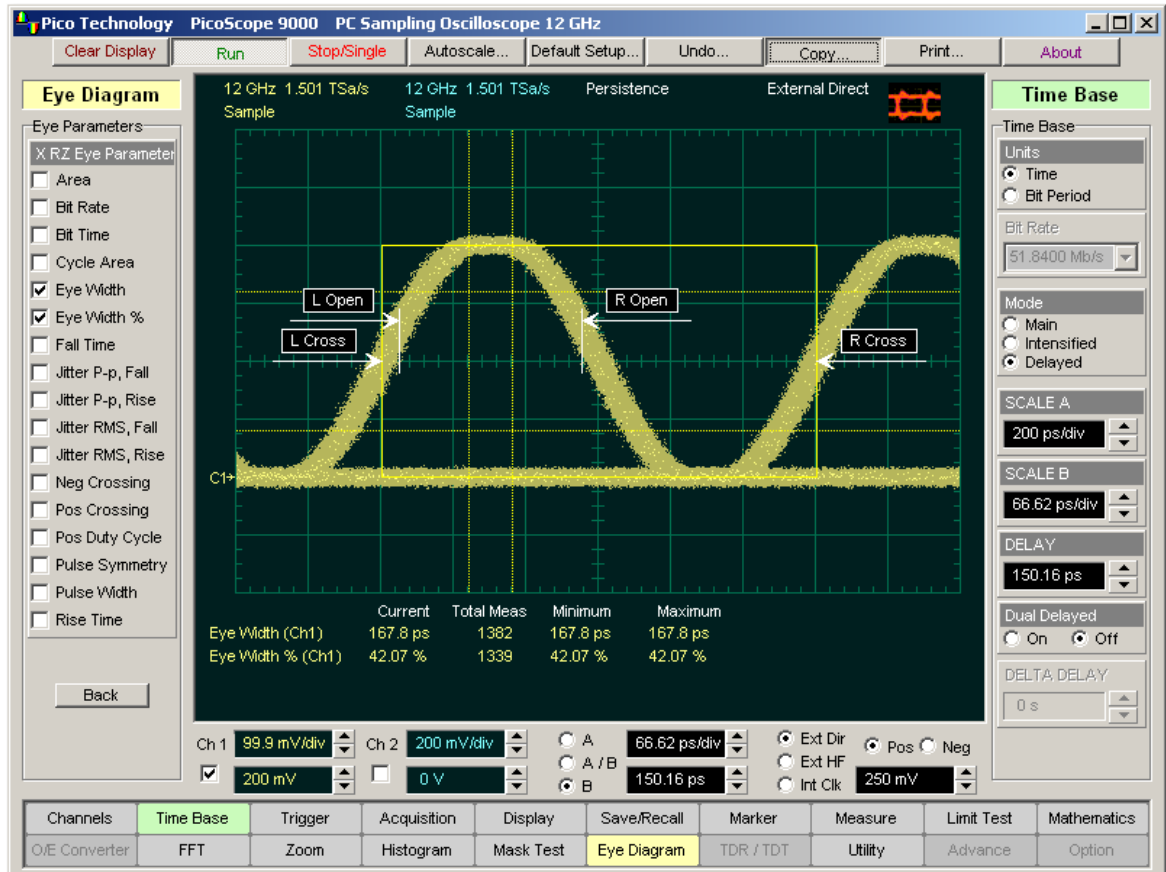 Pico Technology PicoScope 9000 PC Sampling Oscilloscope 12 GHz
Clear Display Run Stop/Single Autoscale... Default Setup... Undo... Copy... Print... About
Eye Diagram
Eye Parameters
X RZ Eye Parameter
Area
Bit Rate
Bit Time
Cycle Area
Eye Width
Eye Width %
Fall Time
Jitter P-p, Fall
Jitter P-p, Rise
Jitter RMS, Fall
Jitter RMS, Rise
Neg Crossing
Pos Crossing
Pos Duty Cycle
Pulse Symmetry
Pulse Width
Rise Time
Back
12 GHz 1.501 TSa/s 12 GHz 1.501 TSa/s Persistence External Direct
Sample Sample
L Open R Open
L Cross R Cross
C1
Current Total Meas Minimum Maximum
Eye Width (Ch1) 167.8 ps 1382 167.8 ps 167.8 ps
Eye Width % (Ch1) 42.07 % 1339 42.07 % 42.07 %
Time Base
Time Base
Units
Time
Bit Period
Bit Rate
51.8400 Mb/s
Mode
Main
Intensified
Delayed
SCALE A
200 ps/div
SCALE B
66.62 ps/div
DELAY
150.16 ps
Dual Delayed
On Off
DELTA DELAY
0 s
Ch 1 99.9 mV/div Ch 2 200 mV/div A 66.62 ps/div Ext Dir Pos Neg
A / B Ext HF
200 mV 0 V B 150.16 ps Int Clk 250 mV
Channels Time Base Trigger Acquisition Display Save/Recall Marker Measure Limit Test Mathematics
O/E Converter FFT Zoom Histogram Mask Test Eye Diagram TDR / TDT Utility Advance Option